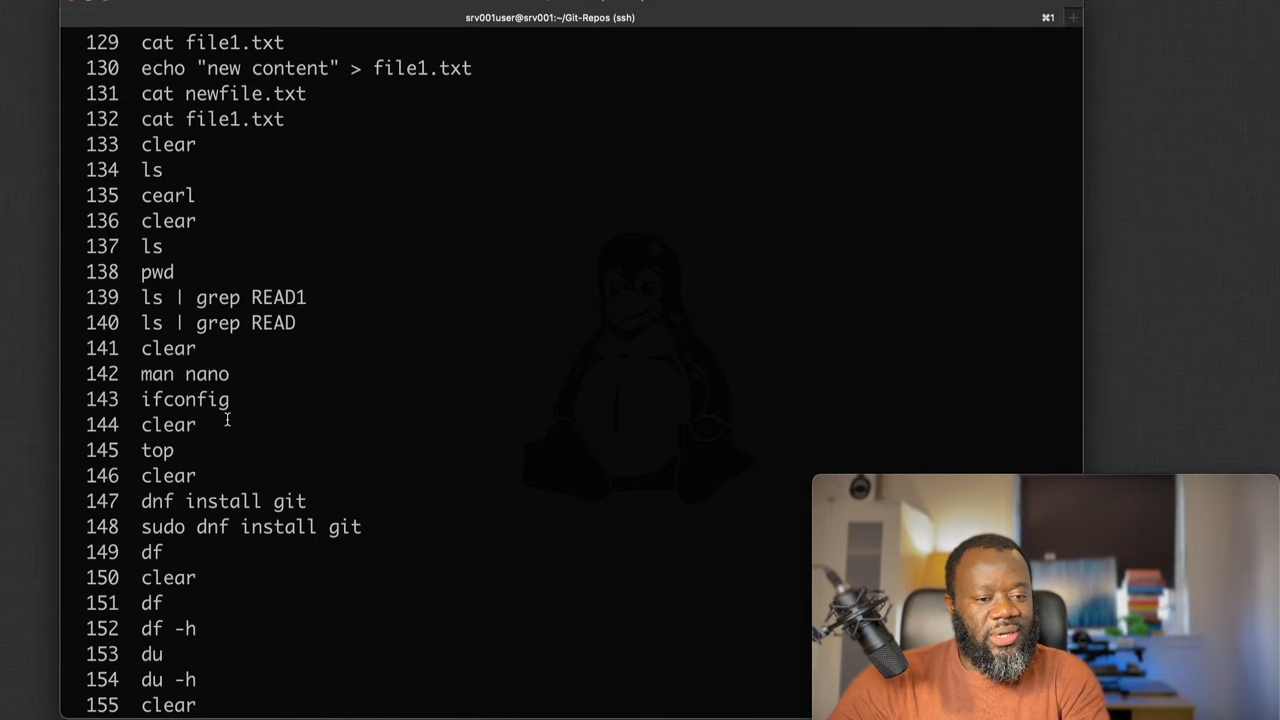 srv001user@srv001:~/Git-Repos (ssh)
⌘1
129 cat file1.txt
130 echo "new content" > file1.txt
131 cat newfile.txt
132 cat file1.txt
133 clear
134 ls
135 cearl
136 clear
137 ls
138 pwd
139 ls | grep READ1
140 ls | grep READ
141 clear
142 man nano
143 ifconfig
144 clear
145 top
146 clear
147 dnf install git
148 sudo dnf install git
149 df
150 clear
151 df
152 df -h
153 du
154 du -h
155 clear